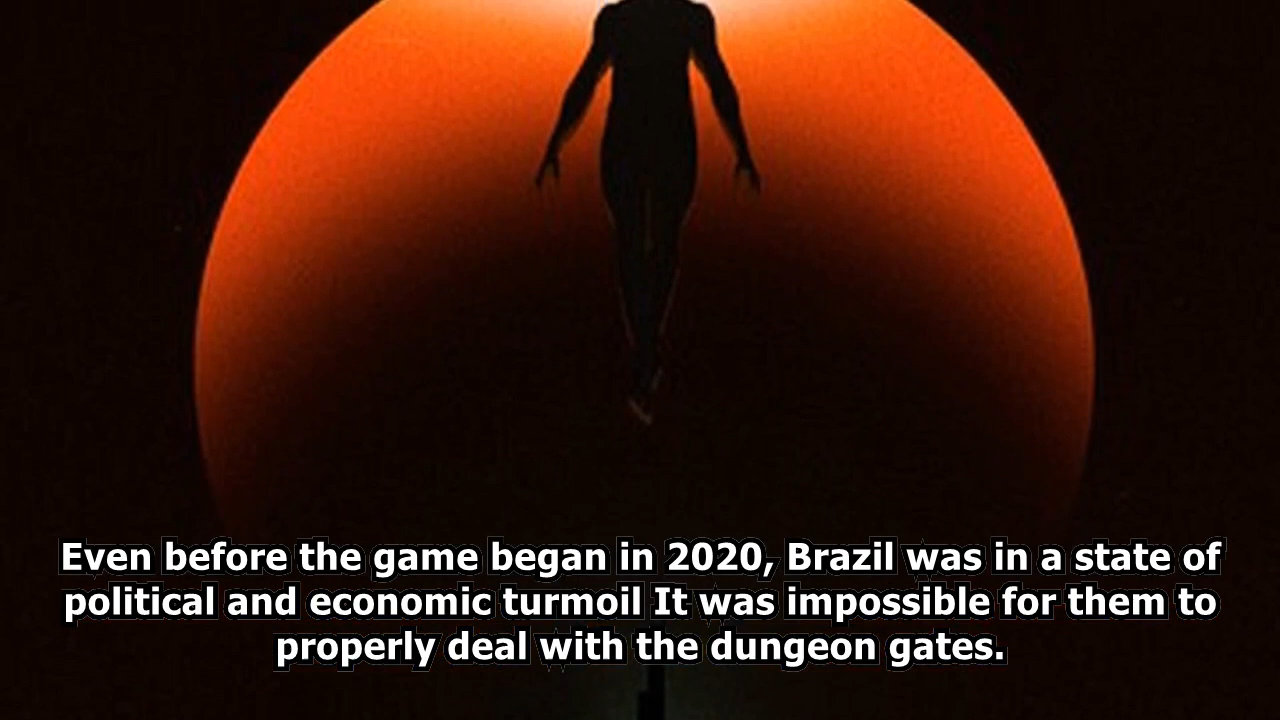 Even before the game began in 2020, Brazil was in a state of
political and economic turmoil It was impossible for them to
properly deal with the dungeon gates.